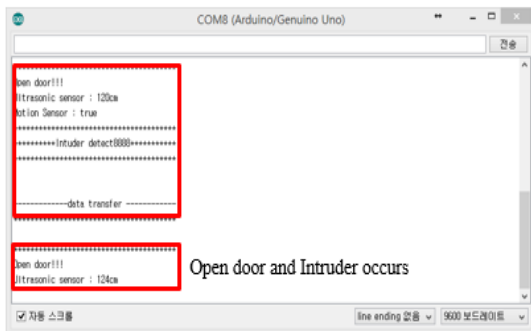 COM8 (Arduino/Genuino Uno)
전송
****************************************
Open door!!!
Ultrasonic sensor : 120cm
Motion Sensor : true
****************************************
**********Intuder detect!!!!***********
****************************************
------------data transfer ------------
****************************************
****************************************
Open door!!!
Ultrasonic sensor : 124cm
Open door and Intruder occurs
자동 스크롤
line ending 없음
9600 보드레이트